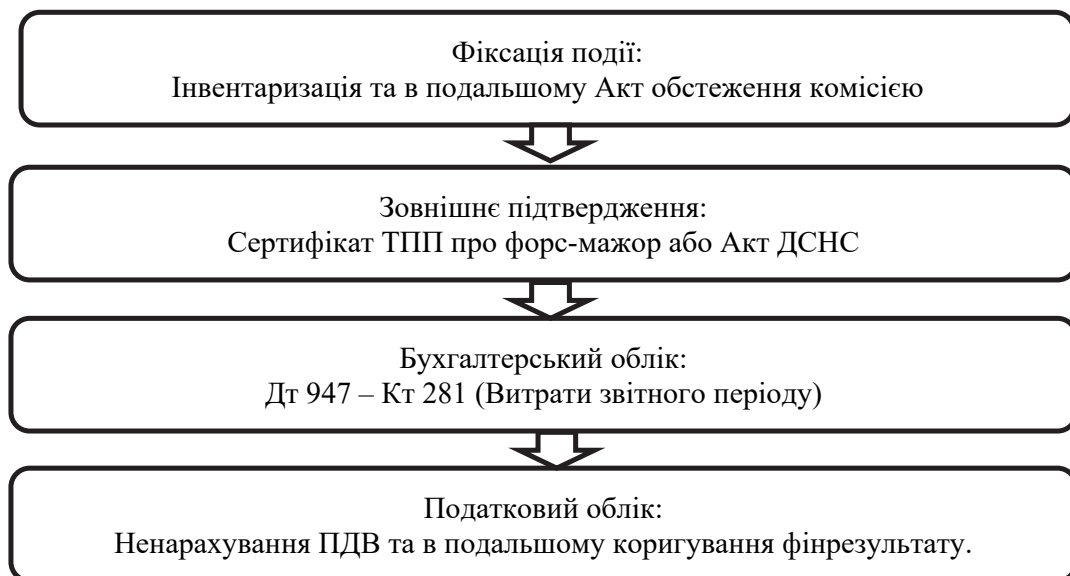 Фіксація події:
Інвентаризація та в подальшому Акт обстеження комісією
Зовнішнє підтвердження:
Сертифікат ТПП про форс-мажор або Акт ДСНС
Бухгалтерський облік:
Дт 947 – Кт 281 (Витрати звітного періоду)
Податковий облік:
Ненарахування ПДВ та в подальшому коригування фінрезультату.